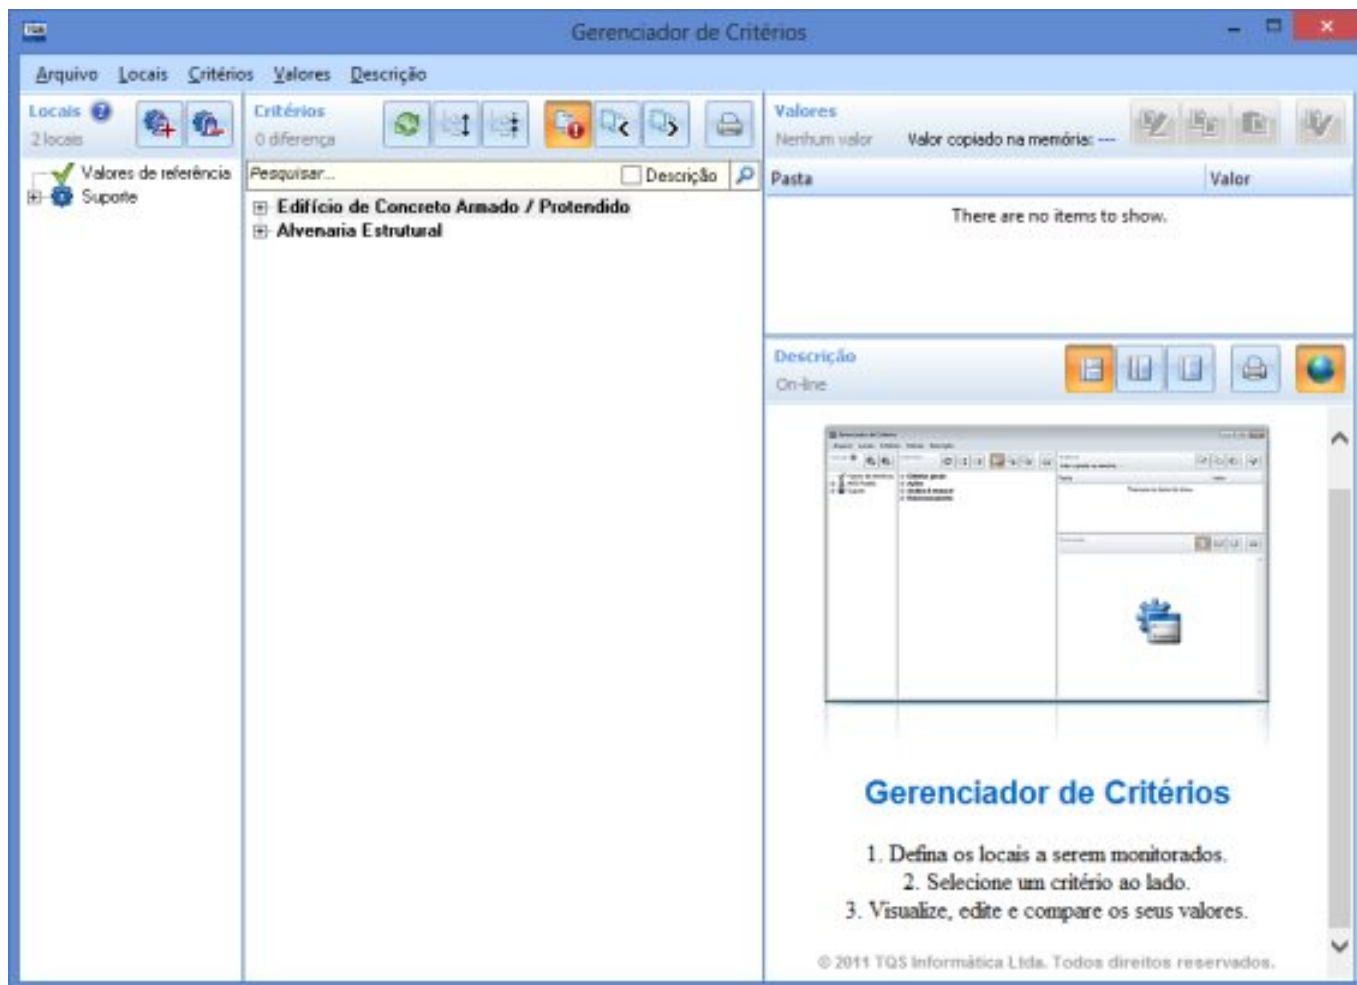 TQS
Gerenciador de Critérios
Arquivo Locais Critérios Valores Descrição
Locais
2 locais
Critérios
0 diferença
Valores
Nenhum valor
Valor copiado na memória: ---
Valores de referência
Suporte
Pesquisar...
Descrição
Edifício de Concreto Armado / Protendido
Alvenaria Estrutural
Pasta Valor
There are no items to show.
Descrição
On-line
Gerenciador de Critérios
1. Defina os locais a serem monitorados.
2. Selecione um critério ao lado.
3. Visualize, edite e compare os seus valores.
© 2011 TQS Informática Ltda. Todos direitos reservados.